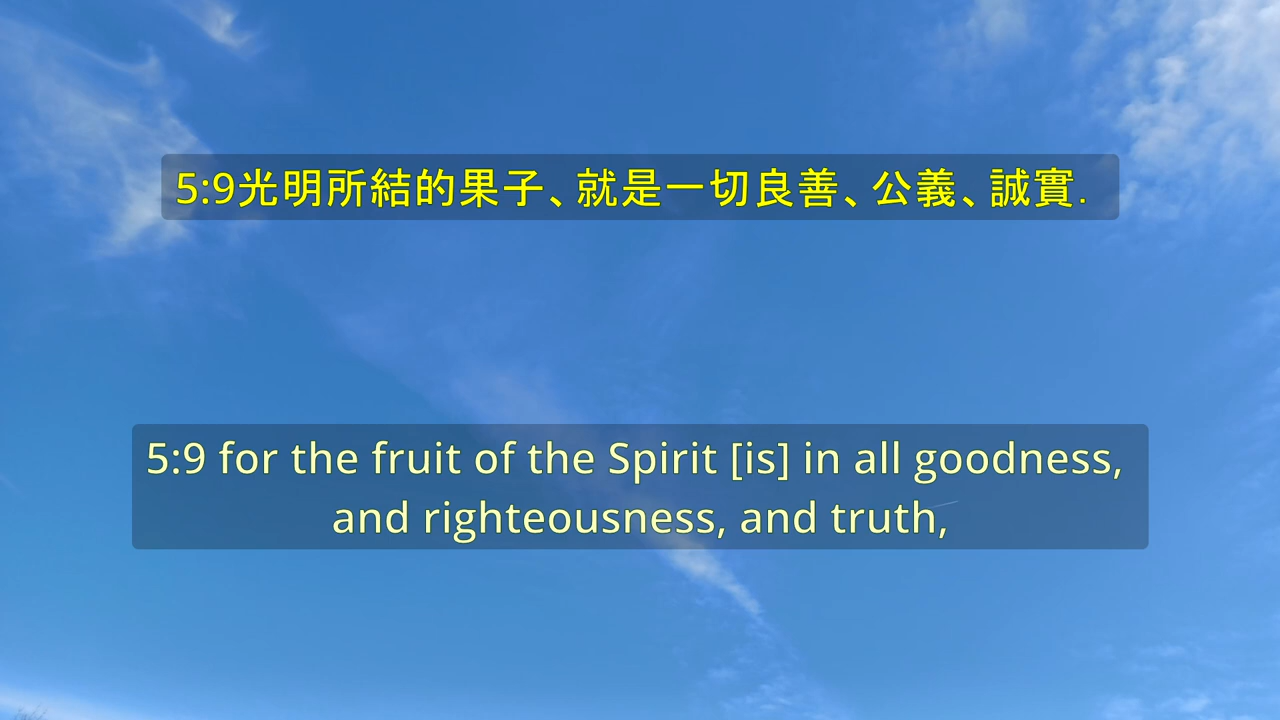 5:9光明所結的果子、就是一切良善、公義、誠實.
5:9 for the fruit of the Spirit [is] in all goodness,
and righteousness, and truth,